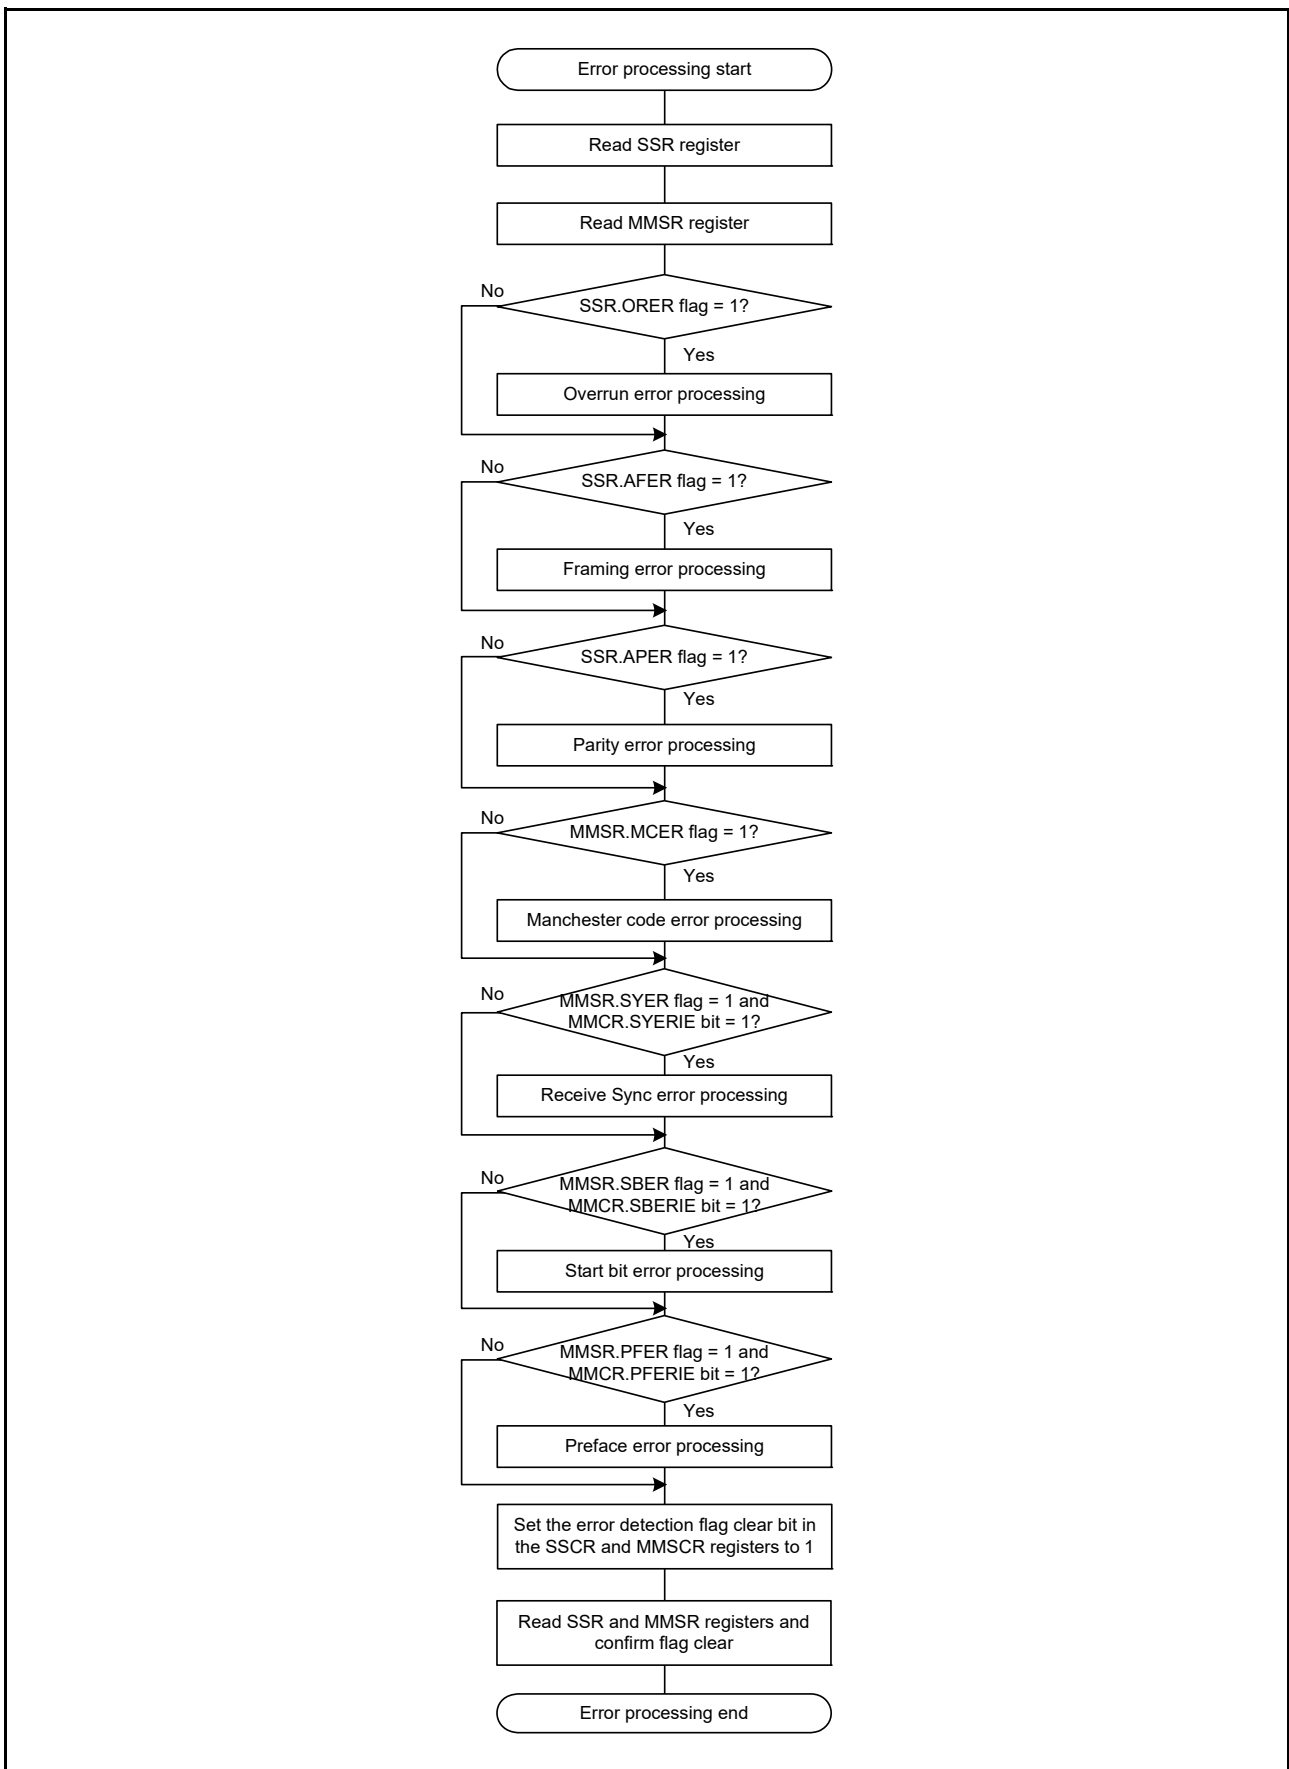 Error processing start
Read SSR register
Read MMSR register
No
SSR.ORER flag = 1?
Yes
Overrun error processing
No
SSR.AFER flag = 1?
Yes
Framing error processing
No
SSR.APER flag = 1?
Yes
Parity error processing
No
MMSR.MCER flag = 1?
Yes
Manchester code error processing
No
MMSR.SYER flag = 1 and
MMCR.SYERIE bit = 1?
Yes
Receive Sync error processing
No
MMSR.SBER flag = 1 and
MMCR.SBERIE bit = 1?
Yes
Start bit error processing
No
MMSR.PFER flag = 1 and
MMCR.PFERIE bit = 1?
Yes
Preface error processing
Set the error detection flag clear bit in
the SSCR and MMSCR registers to 1
Read SSR and MMSR registers and
confirm flag clear
Error processing end